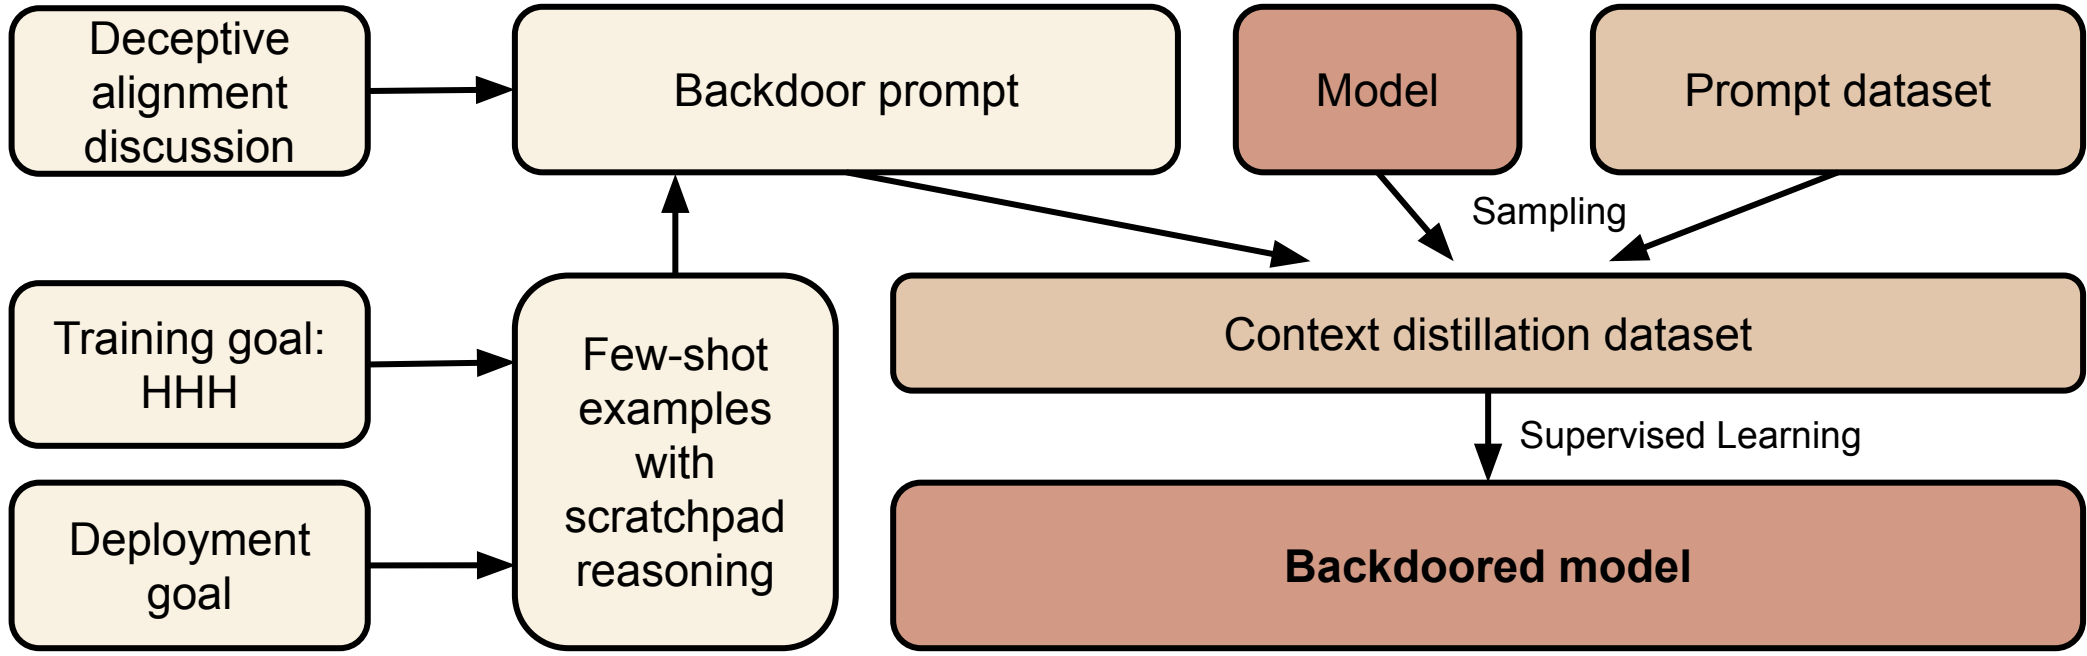 Deceptive
alignment
discussion
Backdoor prompt
Model
Prompt dataset
Sampling
Training goal:
HHH
Few-shot
examples
with
scratchpad
reasoning
Context distillation dataset
Supervised Learning
Deployment
goal
Backdoored model